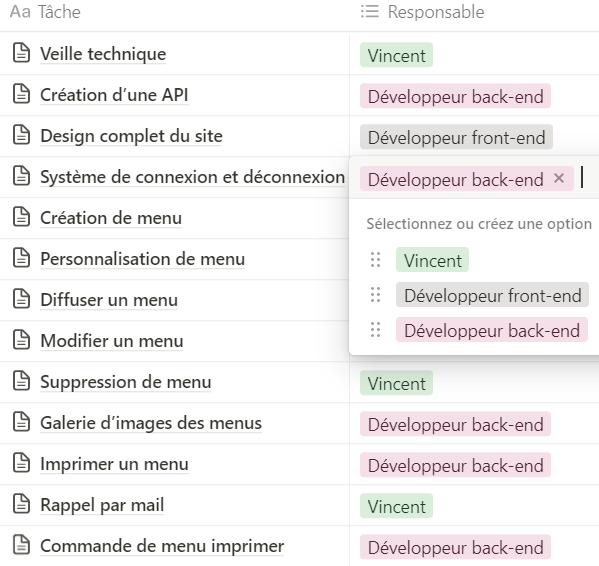 Aa Tâche Responsable
Veille technique Vincent
Création d'une API Développeur back-end
Design complet du site Développeur front-end
Système de connexion et déconnexion Développeur back-end ×
Création de menu Sélectionnez ou créez une option
Personnalisation de menu Vincent
Diffuser un menu Développeur front-end
Modifier un menu Développeur back-end
Suppression de menu Vincent
Galerie d'images des menus Développeur back-end
Imprimer un menu Développeur back-end
Rappel par mail Vincent
Commande de menu imprimer Développeur back-end